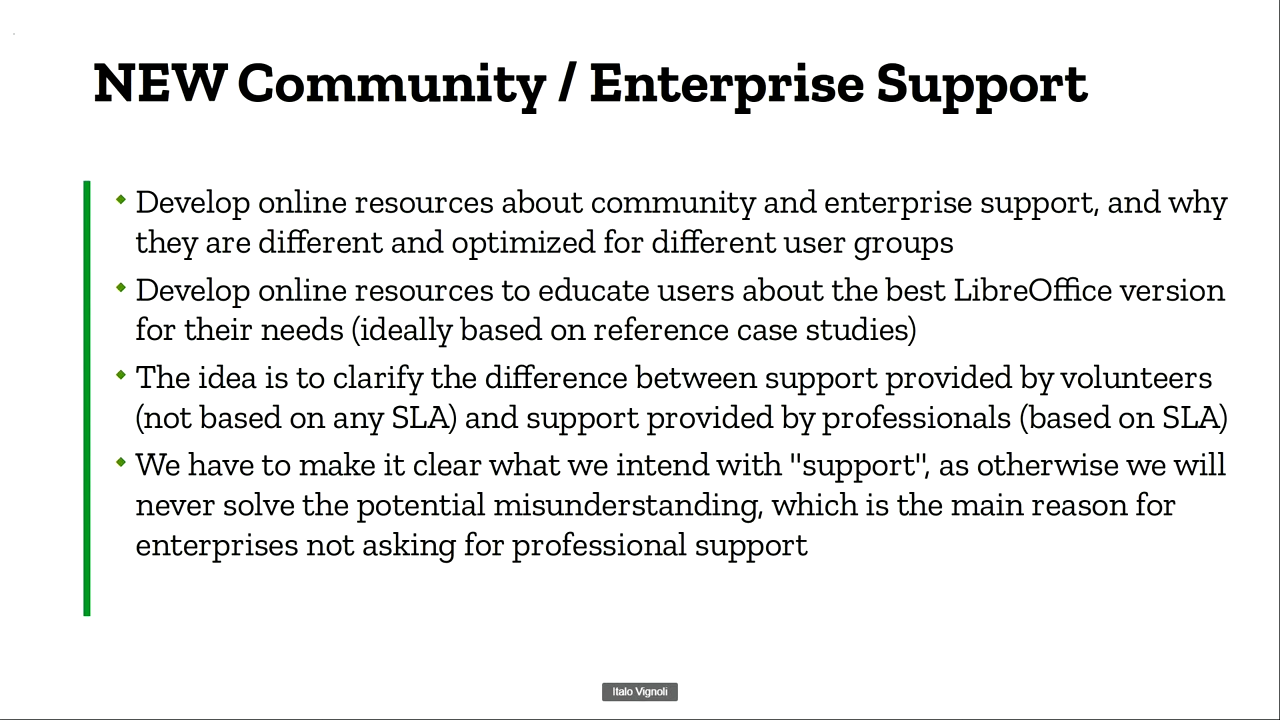 NEW Community / Enterprise Support
Develop online resources about community and enterprise support, and why
they are different and optimized for different user groups
Develop online resources to educate users about the best LibreOffice version
for their needs (ideally based on reference case studies)
The idea is to clarify the difference between support provided by volunteers
(not based on any SLA) and support provided by professionals (based on SLA)
We have to make it clear what we intend with "support", as otherwise we will
never solve the potential misunderstanding, which is the main reason for
enterprises not asking for professional support
Italo Vignoli